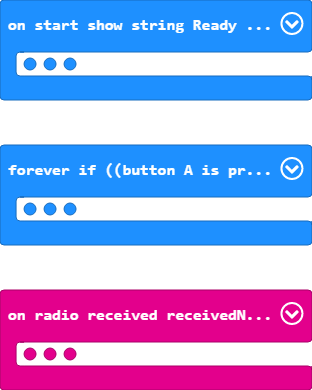 on start show string Ready ...
forever if ((button A is pr...
on radio received receivedN...